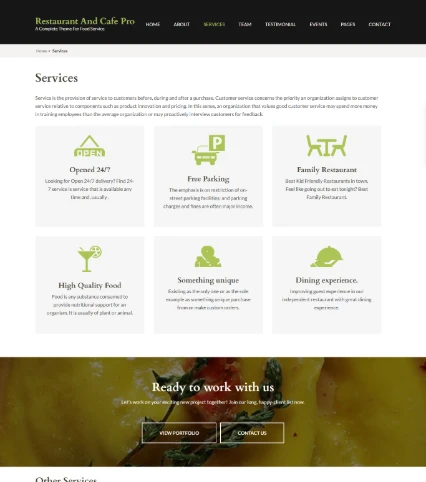 Restaurant And Cafe Pro
A Complete Theme For Food Service
HOME ABOUT SERVICES TEAM TESTIMONIAL EVENTS PAGES CONTACT
Home > Services
Services
Service is the provision of service to customers before, during and after a purchase. Customer service concerns the priority an organization assigns to customer
service relative to components such as product innovation and pricing. In this sense, an organization that values good customer service may spend more money
in training employees than the average organization or may proactively interview customers for feedback.
OPEN
Opened 24/7
Looking for Open 24/7 delivery? Find 24-
7 service is service that is available any
time and, usually.
P
Free Parking
The emphasis is on restriction of on-
street parking facilities; and parking
charges and fines are often major income.
Family Restaurant
Best Kid Friendly Restaurants in town.
Feel like going out to eat tonight? Best
Family Restaurant.
High Quality Food
Food is any substance consumed to
provide nutritional support for an
organism. It is usually of plant or animal.
Something unique
Existing as the only one or as the sole
example as something unique purchase
from or make a custom orders.
Dining experience.
Improving guest experience in our
independent restaurant with great dining
experience.
Ready to work with us
Let's work on your exciting new project together! Join our long, happy-client list now.
VIEW PORTFOLIO CONTACT US
Other Services